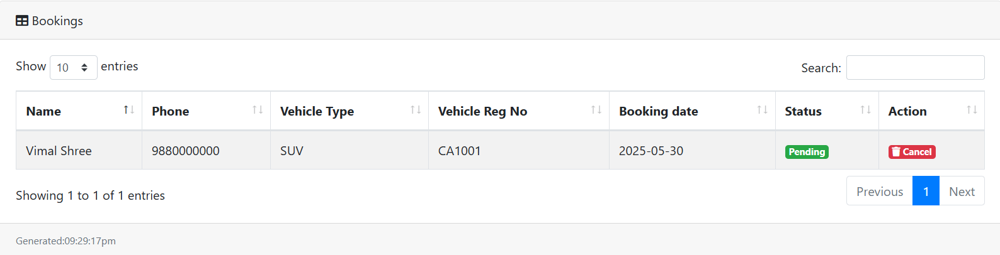 Bookings
Show 10 entries
Search:
Name Phone Vehicle Type Vehicle Reg No Booking date Status Action
Vimal Shree 9880000000 SUV CA1001 2025-05-30 Pending Cancel
Showing 1 to 1 of 1 entries
Previous 1 Next
Generated:09:29:17pm